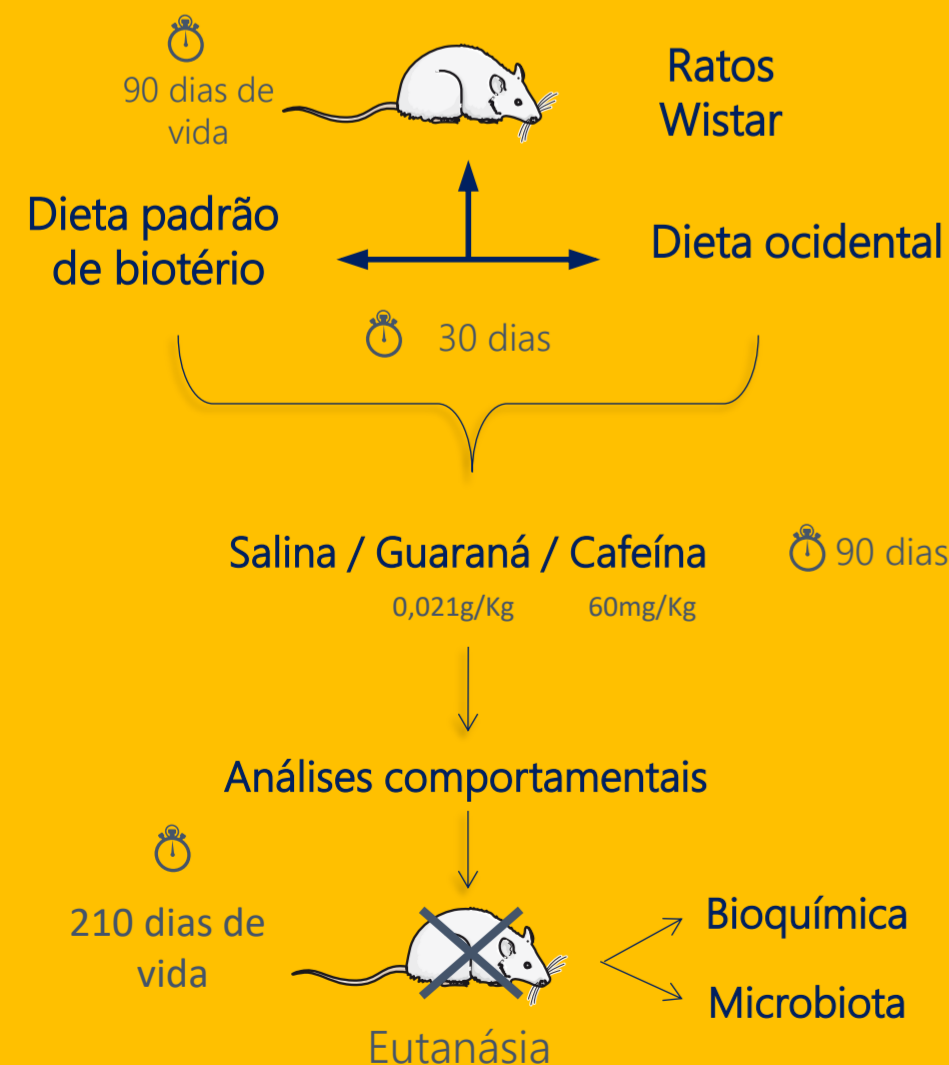 90 dias de
vida
Ratos
Wistar
Dieta padrão
de biotério
Dieta ocidental
30 dias
Salina / Guaraná / Cafeína
90 dias
0,021g/Kg
60mg/Kg
Análises comportamentais
210 dias de
vida
Bioquímica
Microbiota
Eutanásia